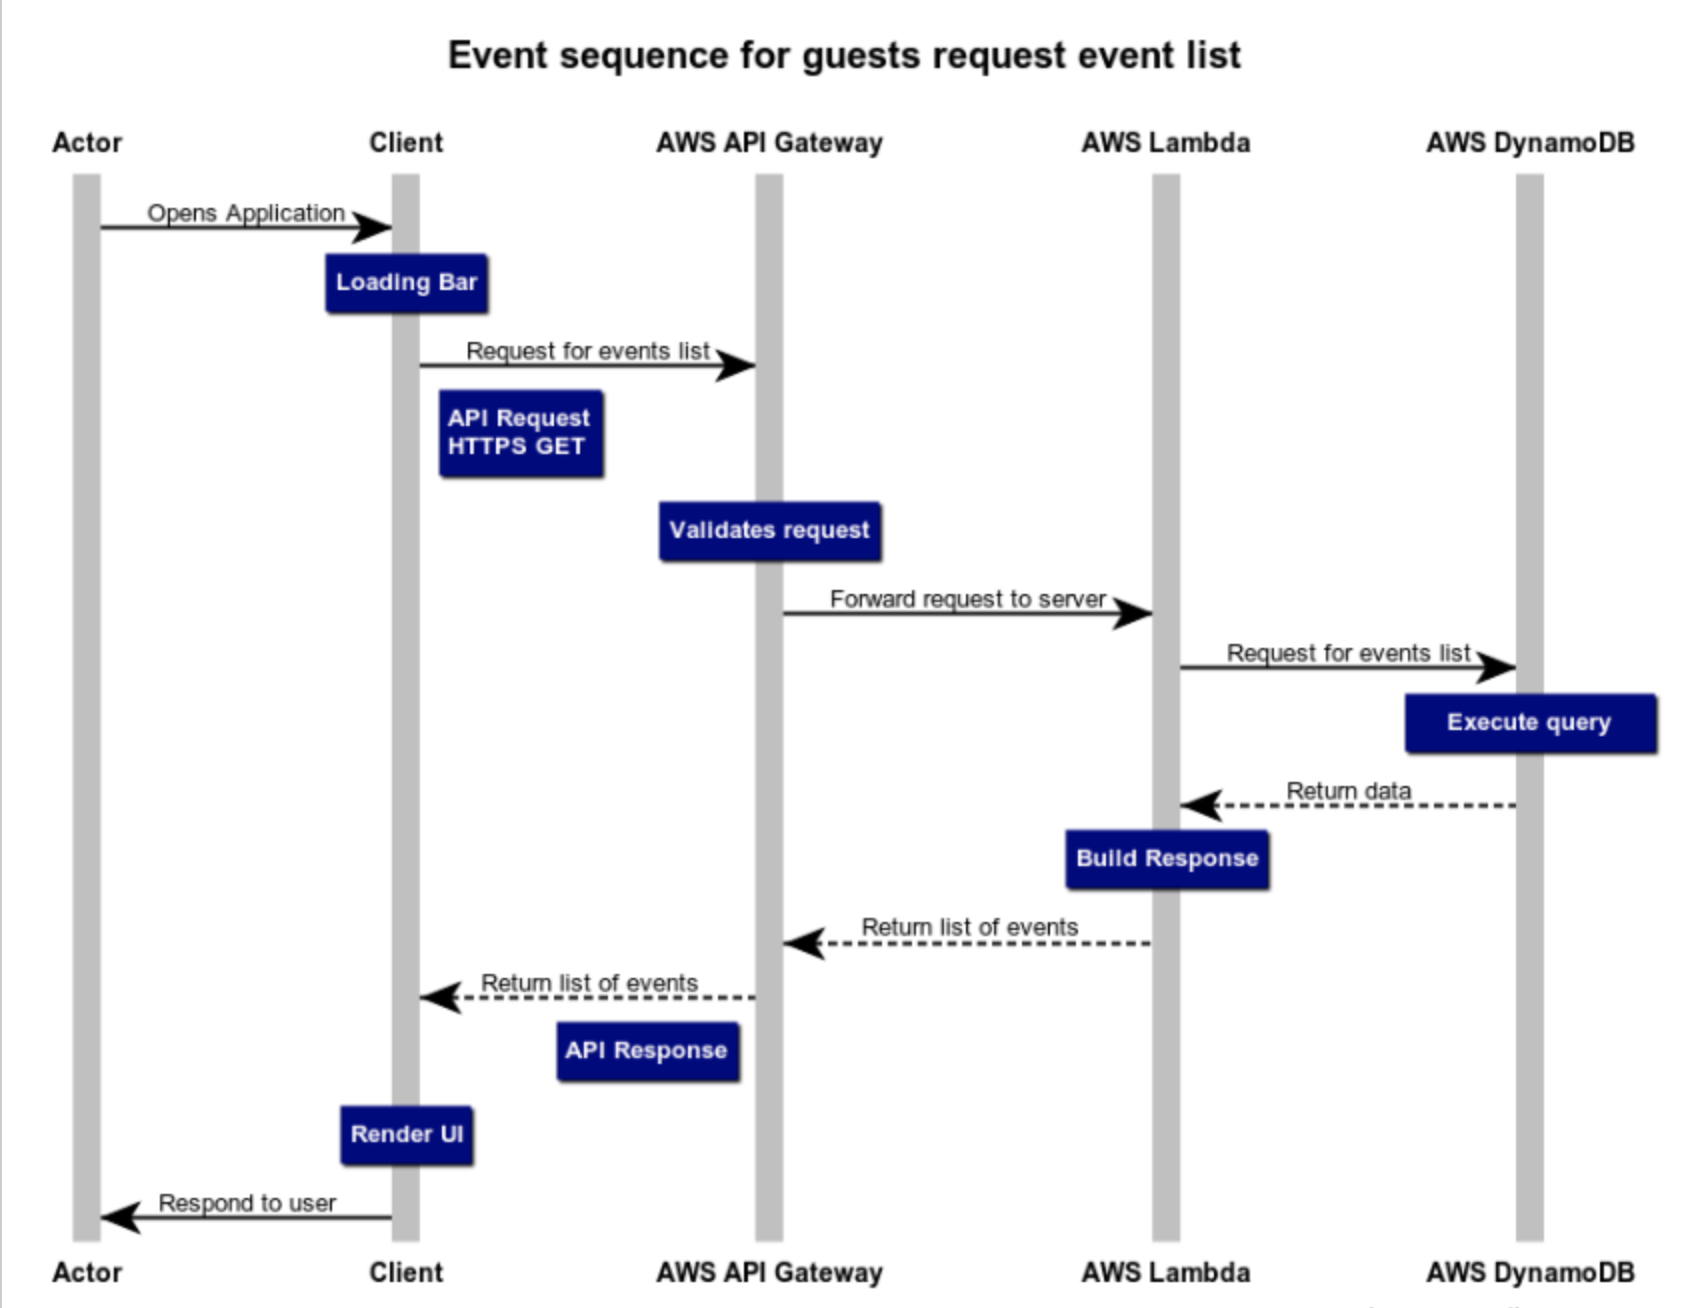 Event sequence for guests request event list
Actor
Client
AWS API Gateway
AWS Lambda
AWS DynamoDB
Opens Application
Loading Bar
Request for events list
API Request
HTTPS GET
Validates request
Forward request to server
Request for events list
Execute query
Return data
Build Response
Return list of events
Return list of events
API Response
Render UI
Respond to user
Actor
Client
AWS API Gateway
AWS Lambda
AWS DynamoDB